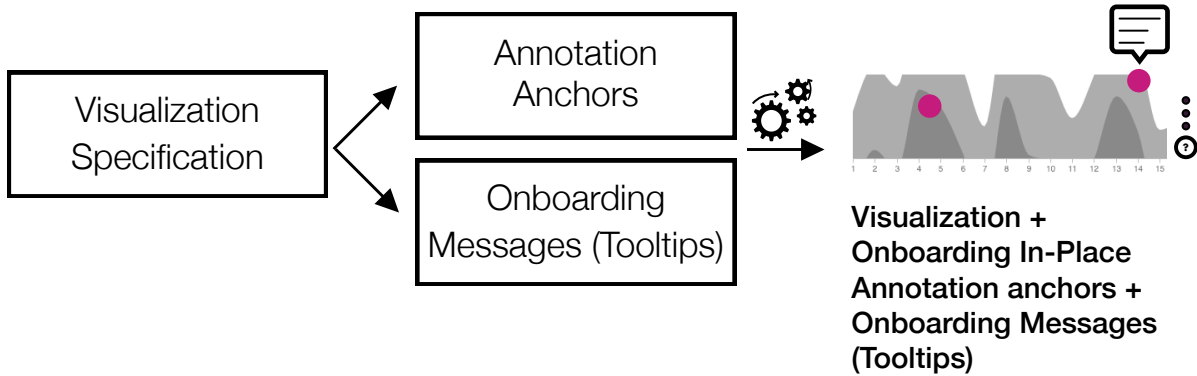 Visualization
Specification
Annotation
Anchors
Onboarding
Messages (Tooltips)
?
1 2 3 4 5 6 7 8 9 10 11 12 13 14 15
Visualization +
Onboarding In-Place
Annotation anchors +
Onboarding Messages
(Tooltips)